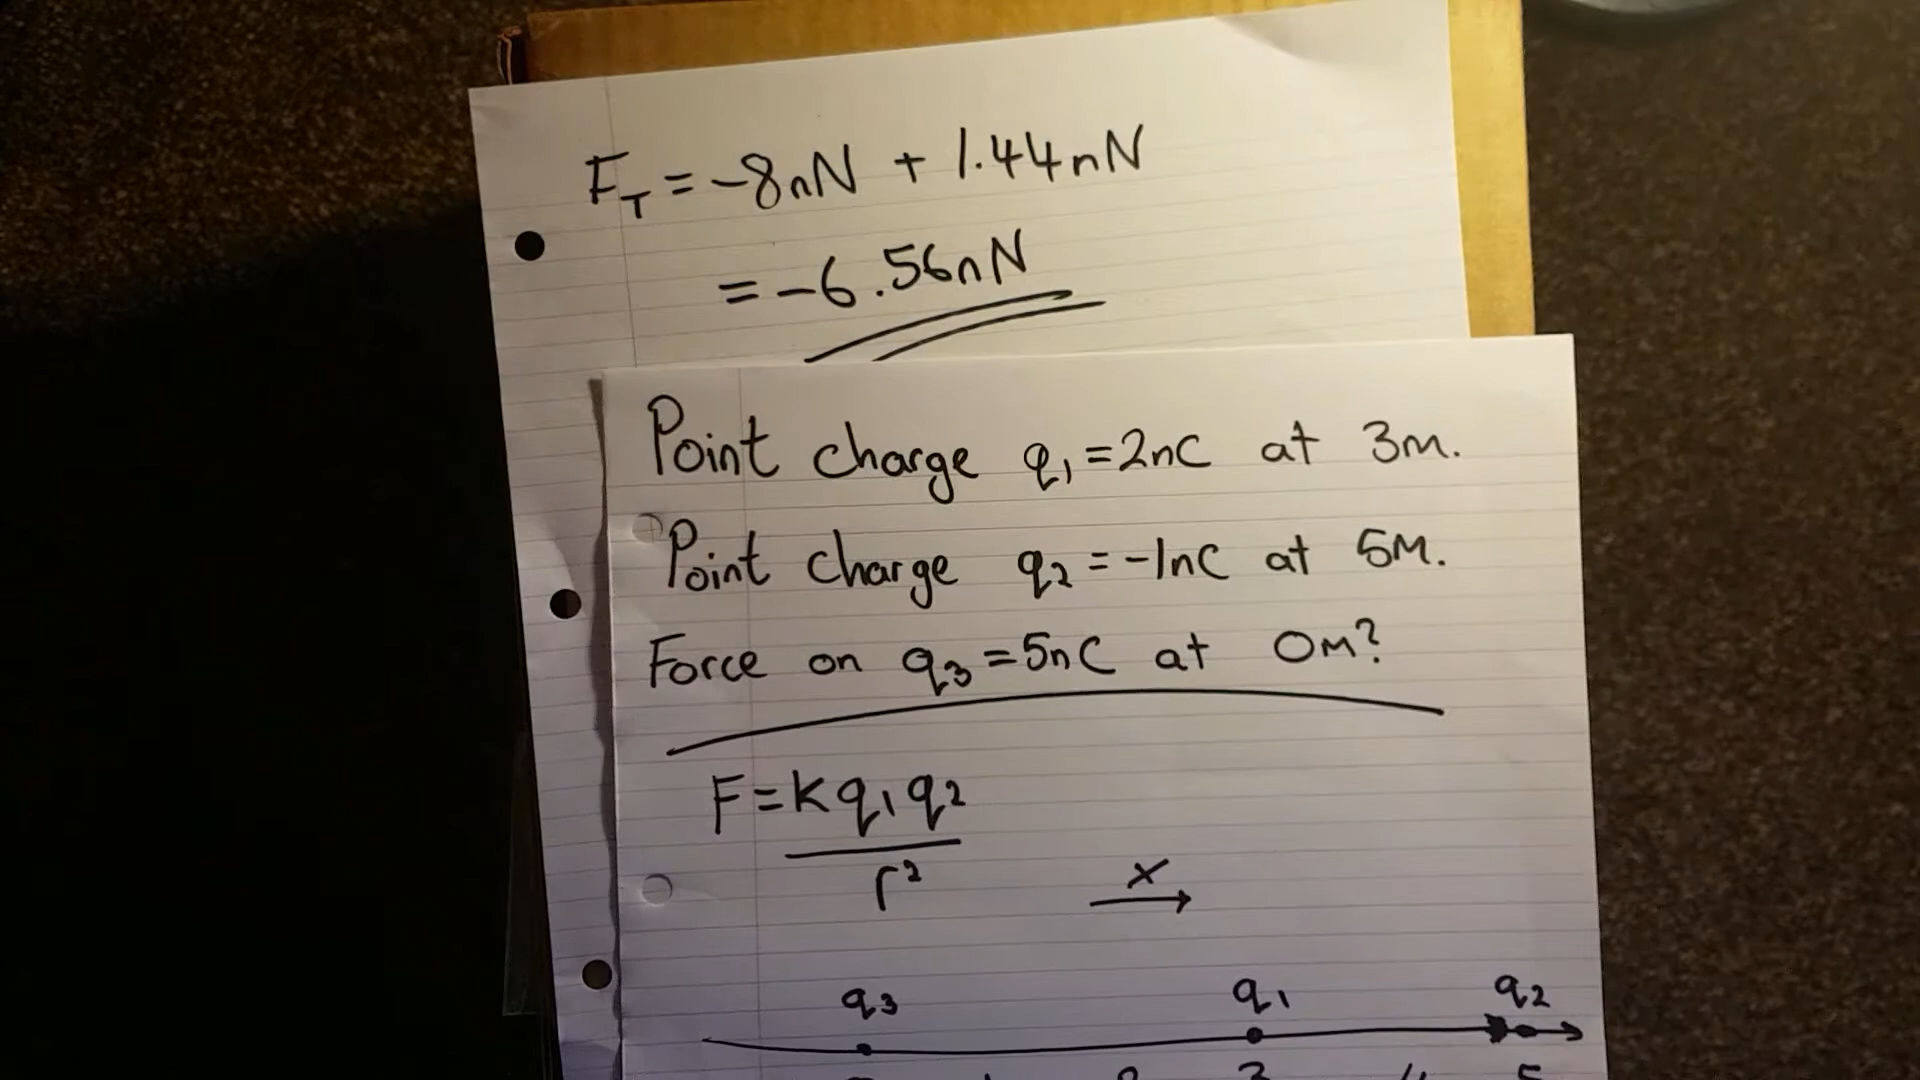 F_T = -8nN + 1.44nN
= -6.56nN
Point charge q₁ = 2nC at 3m.
Point charge q₂ = -1nC at 5m.
Force on q₃ = 5nC at 0m?
F = Kq₁q₂
r²
x
q₃ q₁ q₂
3